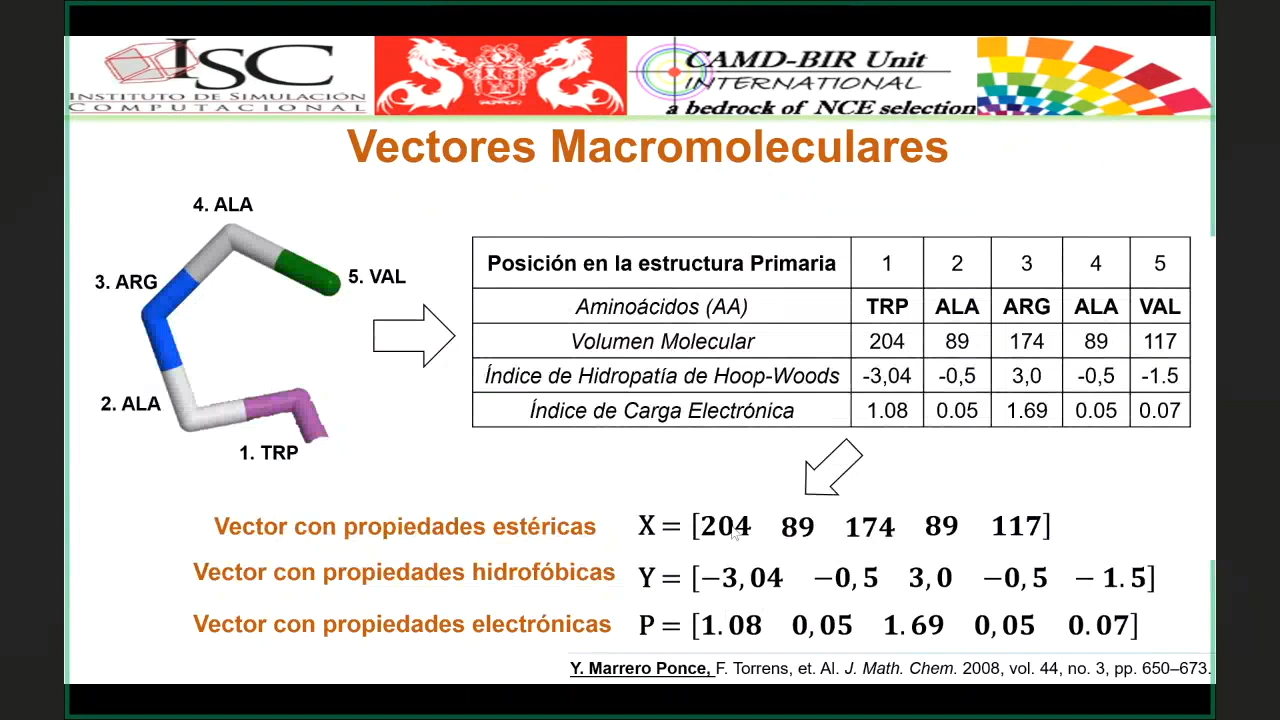 ISC
INSTITUTO DE SIMULACIÓN
COMPUTACIONAL
CAMD-BIR Unit
INTERNATIONAL
a bedrock of NCE selection
Vectores Macromoleculares
4. ALA
3. ARG
5. VAL
2. ALA
1. TRP
Posición en la estructura Primaria 1 2 3 4 5
Aminoácidos (AA) TRP ALA ARG ALA VAL
Volumen Molecular 204 89 174 89 117
Índice de Hidropatía de Hoop-Woods -3,04 -0,5 3,0 -0,5 -1.5
Índice de Carga Electrónica 1.08 0.05 1.69 0.05 0.07
Vector con propiedades estéricas X = [204 89 174 89 117]
Vector con propiedades hidrofóbicas Y = [−3,04 −0,5 3,0 −0,5 −1.5]
Vector con propiedades electrónicas P = [1.08 0,05 1.69 0,05 0.07]
Y. Marrero Ponce, F. Torrens, et. Al. J. Math. Chem. 2008, vol. 44, no. 3, pp. 650–673.